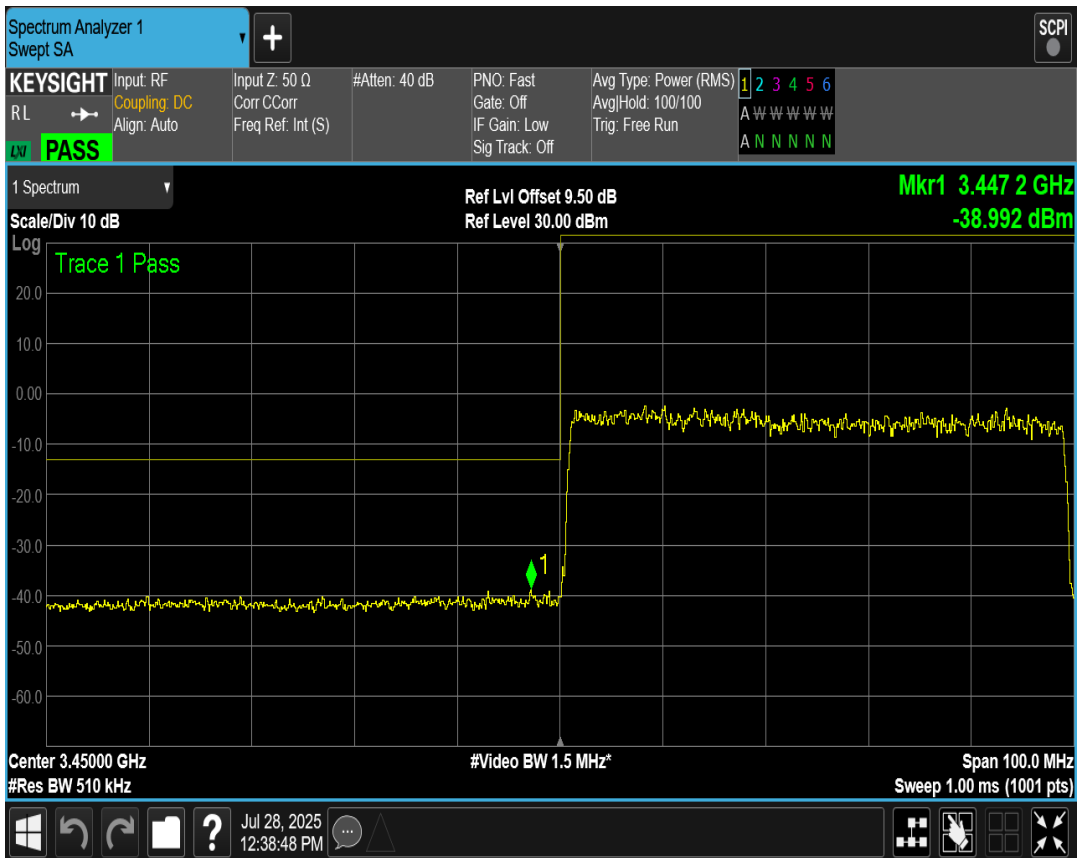 Spectrum Analyzer 1
Swept SA
+
SCPI
KEYSIGHT
RL
LXI PASS
Input: RF
Coupling: DC
Align: Auto
Input Z: 50 Ω
Corr CCorr
Freq Ref: Int (S)
#Atten: 40 dB
PNO: Fast
Gate: Off
IF Gain: Low
Sig Track: Off
Avg Type: Power (RMS)
Avg|Hold: 100/100
Trig: Free Run
1 2 3 4 5 6
A W W W W W
A N N N N N
1 Spectrum
Ref Lvl Offset 9.50 dB
Mkr1 3.447 2 GHz
Scale/Div 10 dB
Ref Level 30.00 dBm
-38.992 dBm
Log
Trace 1 Pass
20.0
10.0
0.00
-10.0
-20.0
-30.0
1
-40.0
-50.0
-60.0
Center 3.45000 GHz
#Video BW 1.5 MHz*
Span 100.0 MHz
#Res BW 510 kHz
Sweep 1.00 ms (1001 pts)
?
Jul 28, 2025
12:38:48 PM